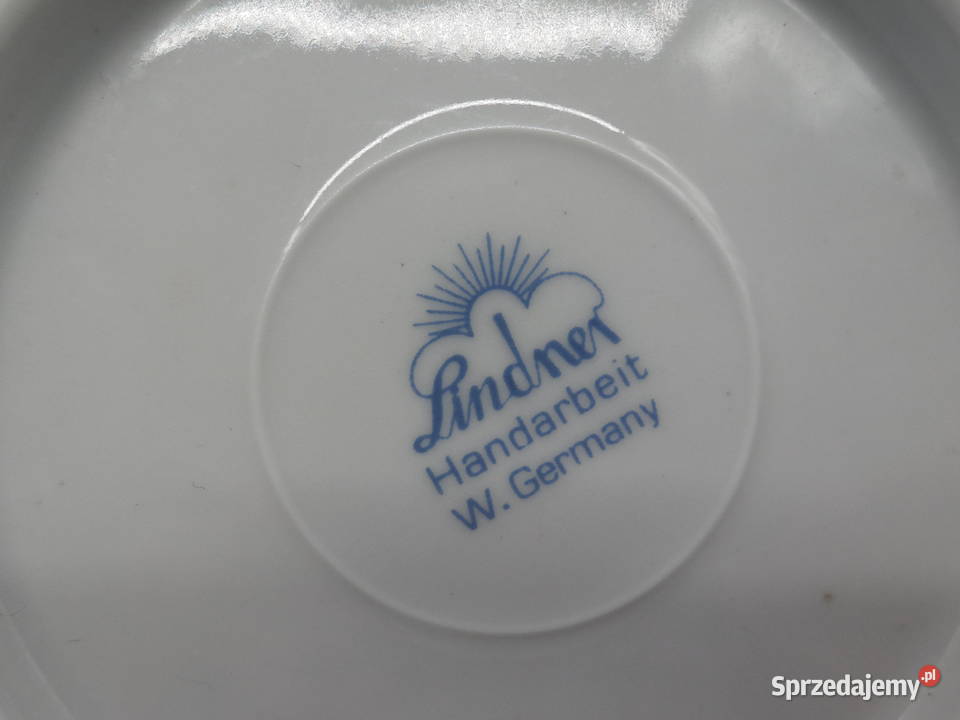 Lindner
Handarbeit
W. Germany
Sprzedajemy.pl